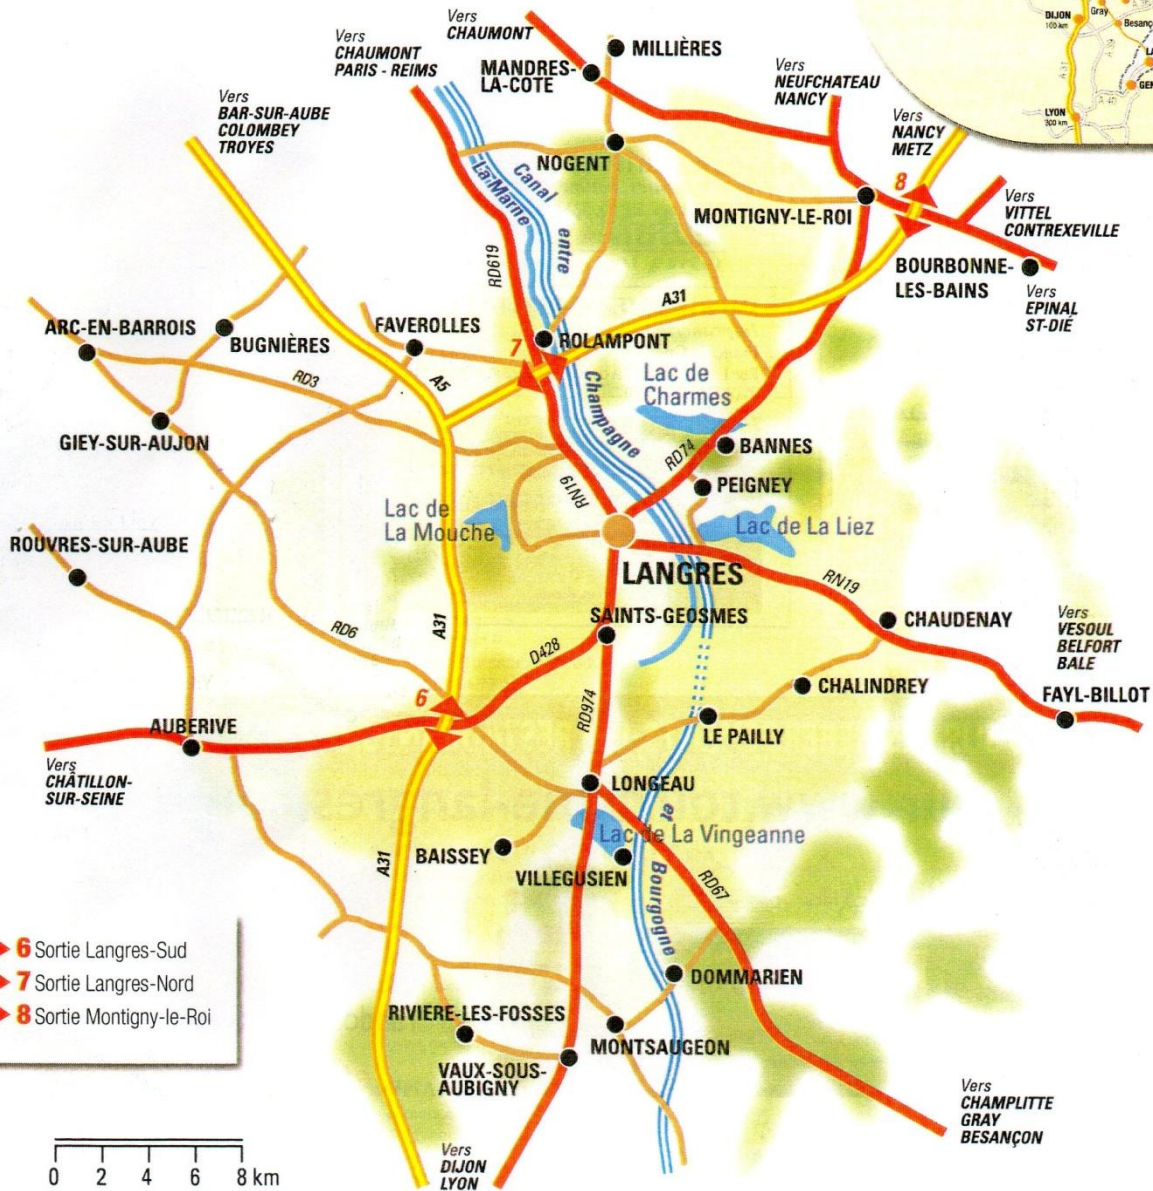 Vers
CHAUMONT
PARIS - REIMS
Vers
CHAUMONT
MILLIÈRES
MANDRES-
LA-COTE
Vers
NEUFCHATEAU
NANCY
DIJON
100 km
Gray
A 39
A 31
A 40
LYON
300 km
Vers
BAR-SUR-AUBE
COLOMBEY
TROYES
Vers
NANCY
METZ
NOGENT
Canal
La Marne
entre
Champagne
et
Bourgogne
8
MONTIGNY-LE-ROI
Vers
VITTEL
CONTREXEVILLE
RD619
BOURBONNE-
LES-BAINS
Vers
EPINAL
ST-DIÉ
A31
ARC-EN-BARROIS
BUGNIÈRES
FAVEROLLES
7
ROLAMPONT
RD3
A5
Lac de
Charmes
GIEY-SUR-AUJON
RD74
BANNES
RN19
PEIGNEY
Lac de
La Mouche
Lac de La Liez
ROUVRES-SUR-AUBE
LANGRES
RN19
SAINTS-GEOSMES
CHAUDENAY
Vers
VESOUL
BELFORT
BALE
A31
RD6
D428
CHALINDREY
FAYL-BILLOT
6
RD974
AUBERIVE
LE PAILLY
Vers
CHÂTILLON-
SUR-SEINE
LONGEAU
Lac de La Vingeanne
BAISSEY
VILLEGUSIEN
A31
RD67
6 Sortie Langres-Sud
7 Sortie Langres-Nord
8 Sortie Montigny-le-Roi
DOMMARIEN
RIVIERE-LES-FOSSES
MONTSAUGEON
VAUX-SOUS-
AUBIGNY
Vers
CHAMPLITTE
GRAY
BESANÇON
Vers
DIJON
LYON
0 2 4 6 8 km